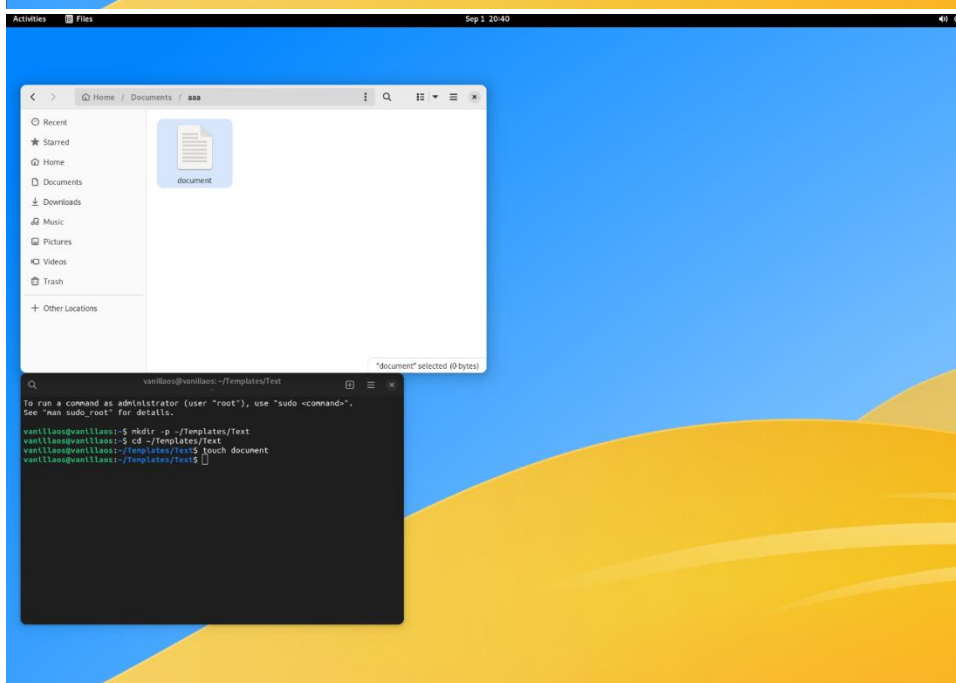 Activities Files Sep 1 20:40
Home / Documents / aaa
Recent
Starred
Home
Documents
Downloads
Music
Pictures
Videos
Trash
Other Locations
document
"document" selected (0 bytes)
vanillaos@vanillaos: ~/Templates/Text
To run a command as administrator (user "root"), use "sudo <command>".
See "man sudo_root" for details.
vanillaos@vanillaos:~$ mkdir -p ~/Templates/Text
vanillaos@vanillaos:~$ cd ~/Templates/Text
vanillaos@vanillaos:~/Templates/Text$ touch document
vanillaos@vanillaos:~/Templates/Text$